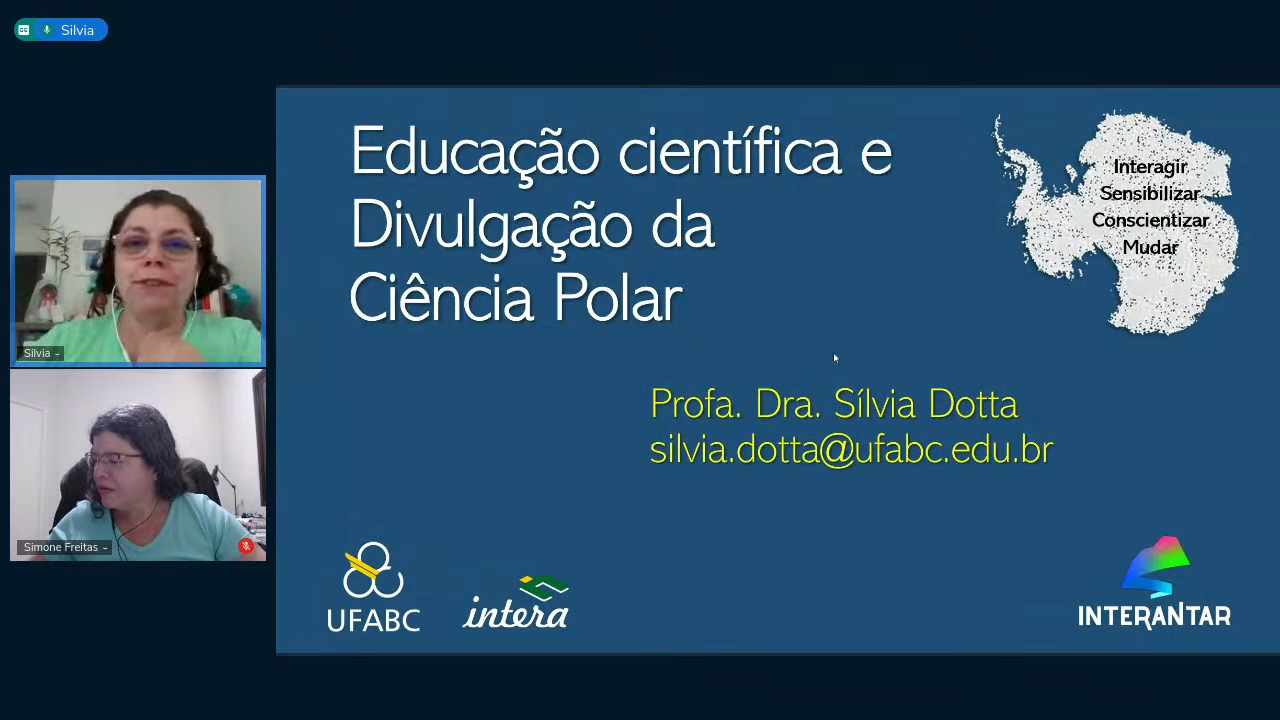 Silvia
Educação científica e
Divulgação da
Ciência Polar
Interagir
Sensibilizar
Conscientizar
Mudar
Silvia
Profa. Dra. Sílvia Dotta
silvia.dotta@ufabc.edu.br
Simone Freitas
UFABC
intera
INTERANTAR